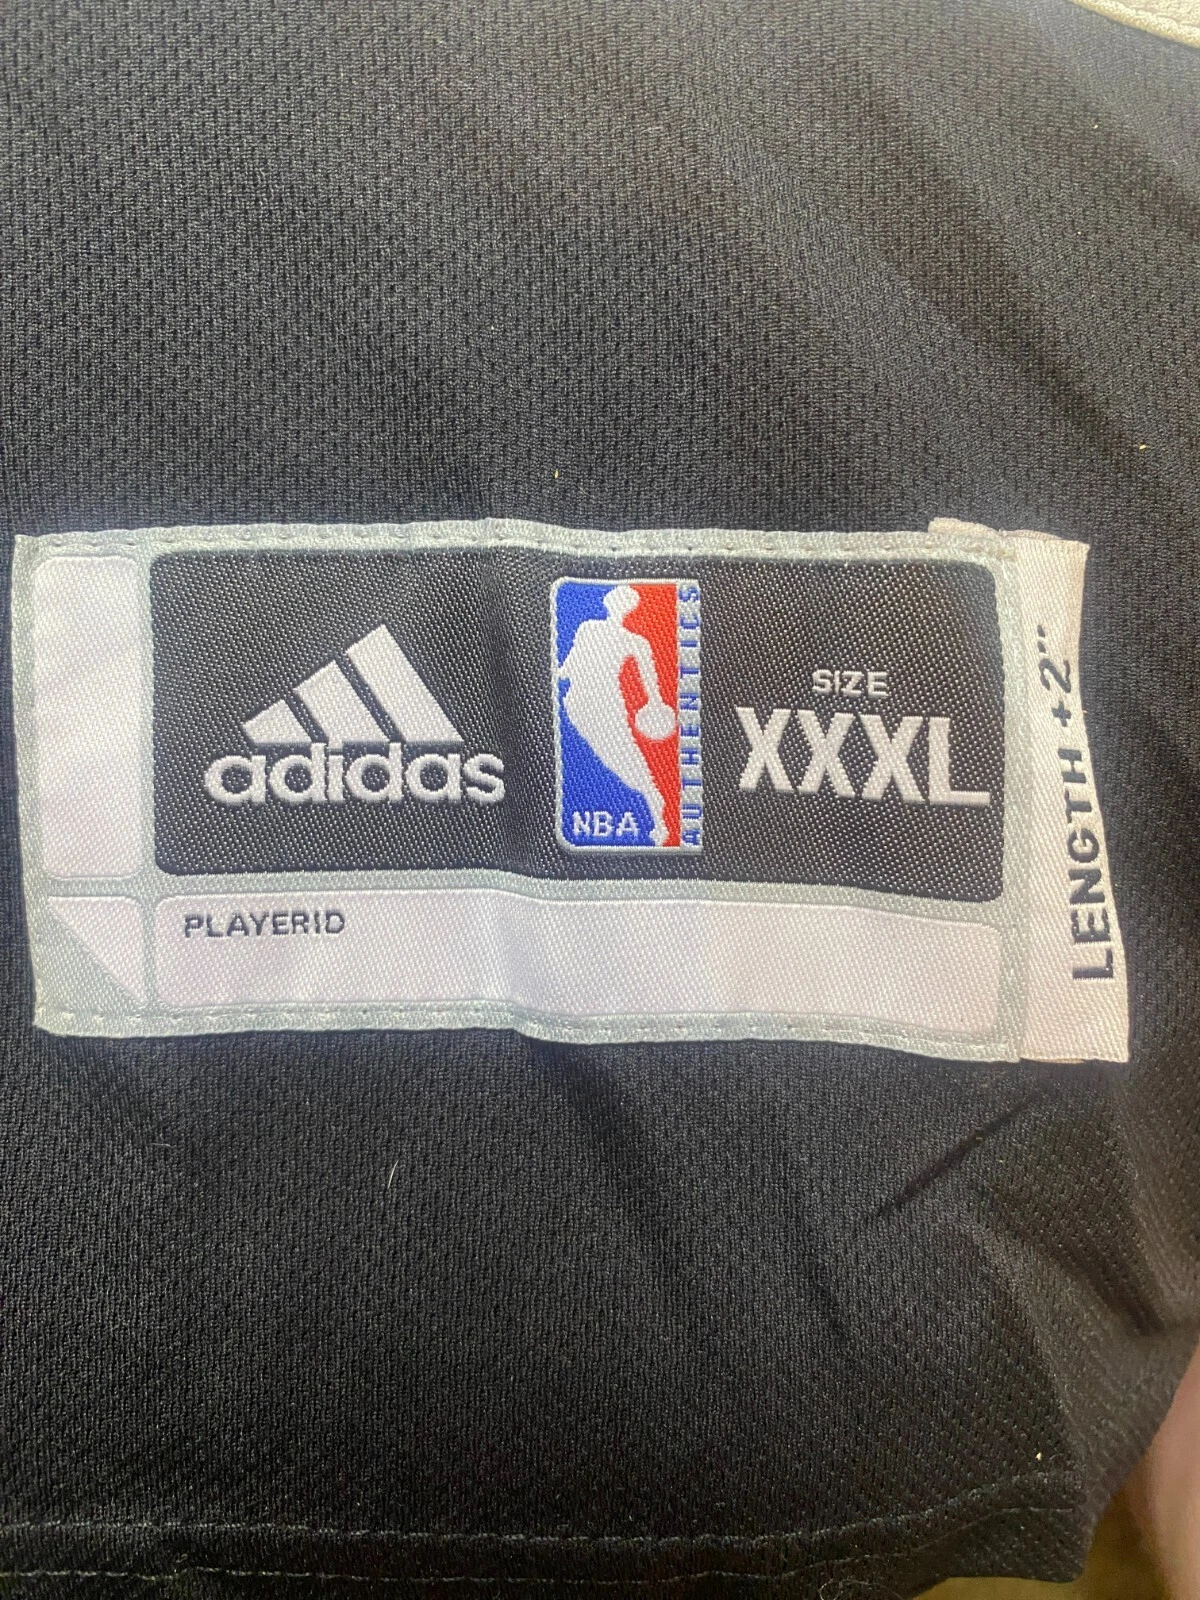 adidas
NBA
AUTHENTICS
SIZE
XXXL
LENGTH +2"
PLAYERID